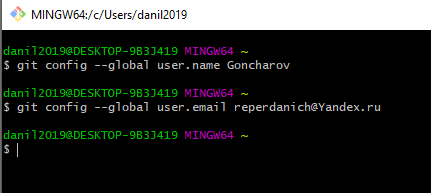 MINGW64:/c/Users/danil2019
danil2019@DESKTOP-9B3J419 MINGW64 ~
$ git config --global user.name Goncharov
danil2019@DESKTOP-9B3J419 MINGW64 ~
$ git config --global user.email reperdanich@Yandex.ru
danil2019@DESKTOP-9B3J419 MINGW64 ~
$